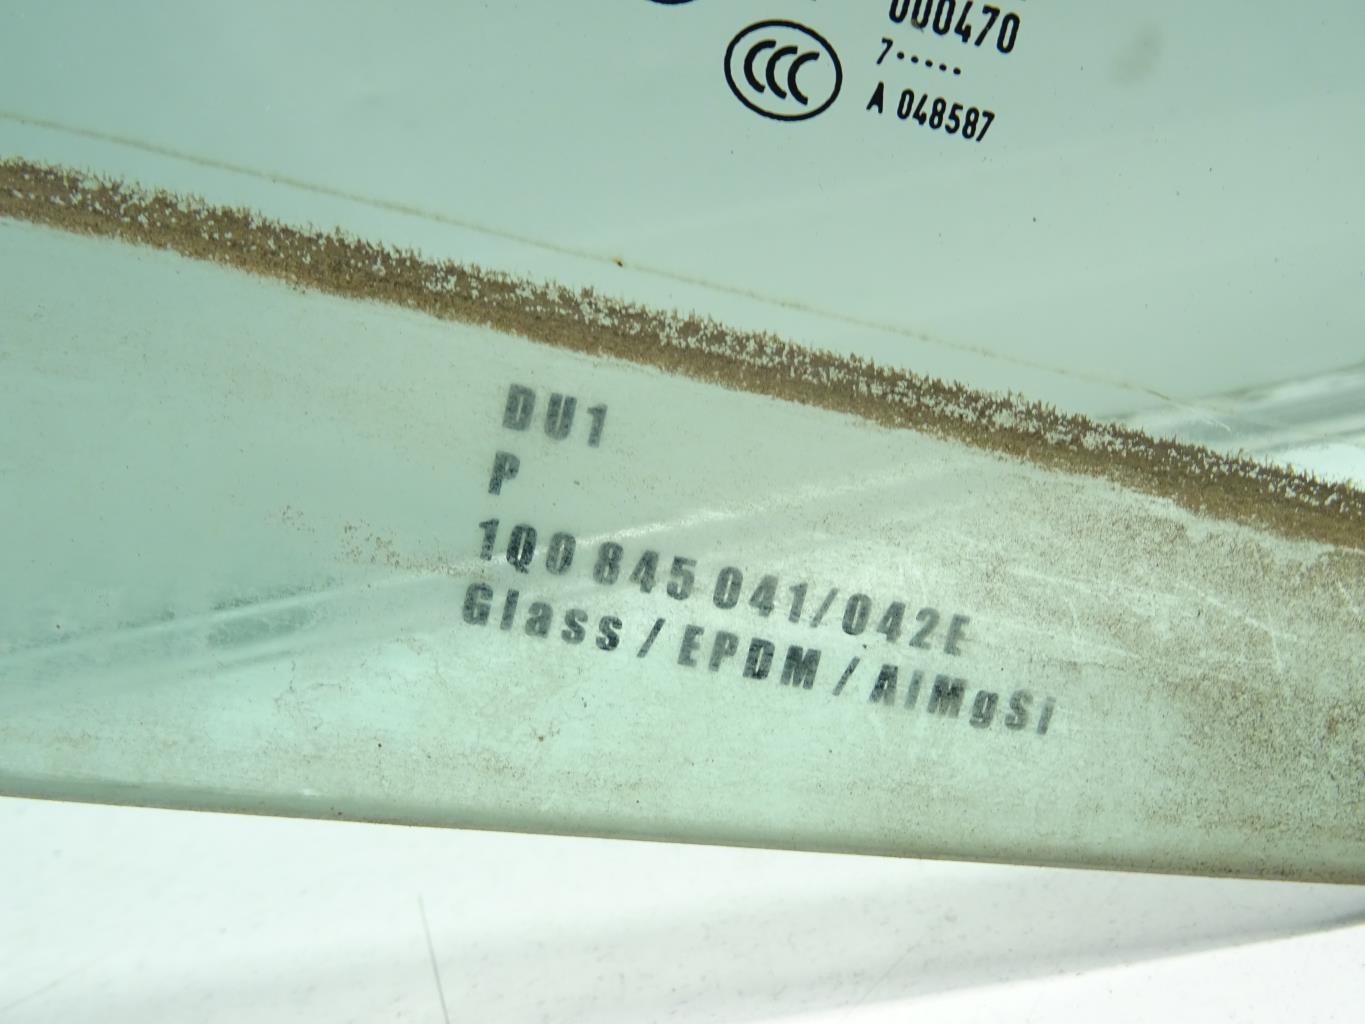 000470
7·····
CCC
A 048587
DU1
P
1Q0 845 041/042E
Glass/EPDM/AlMgSi